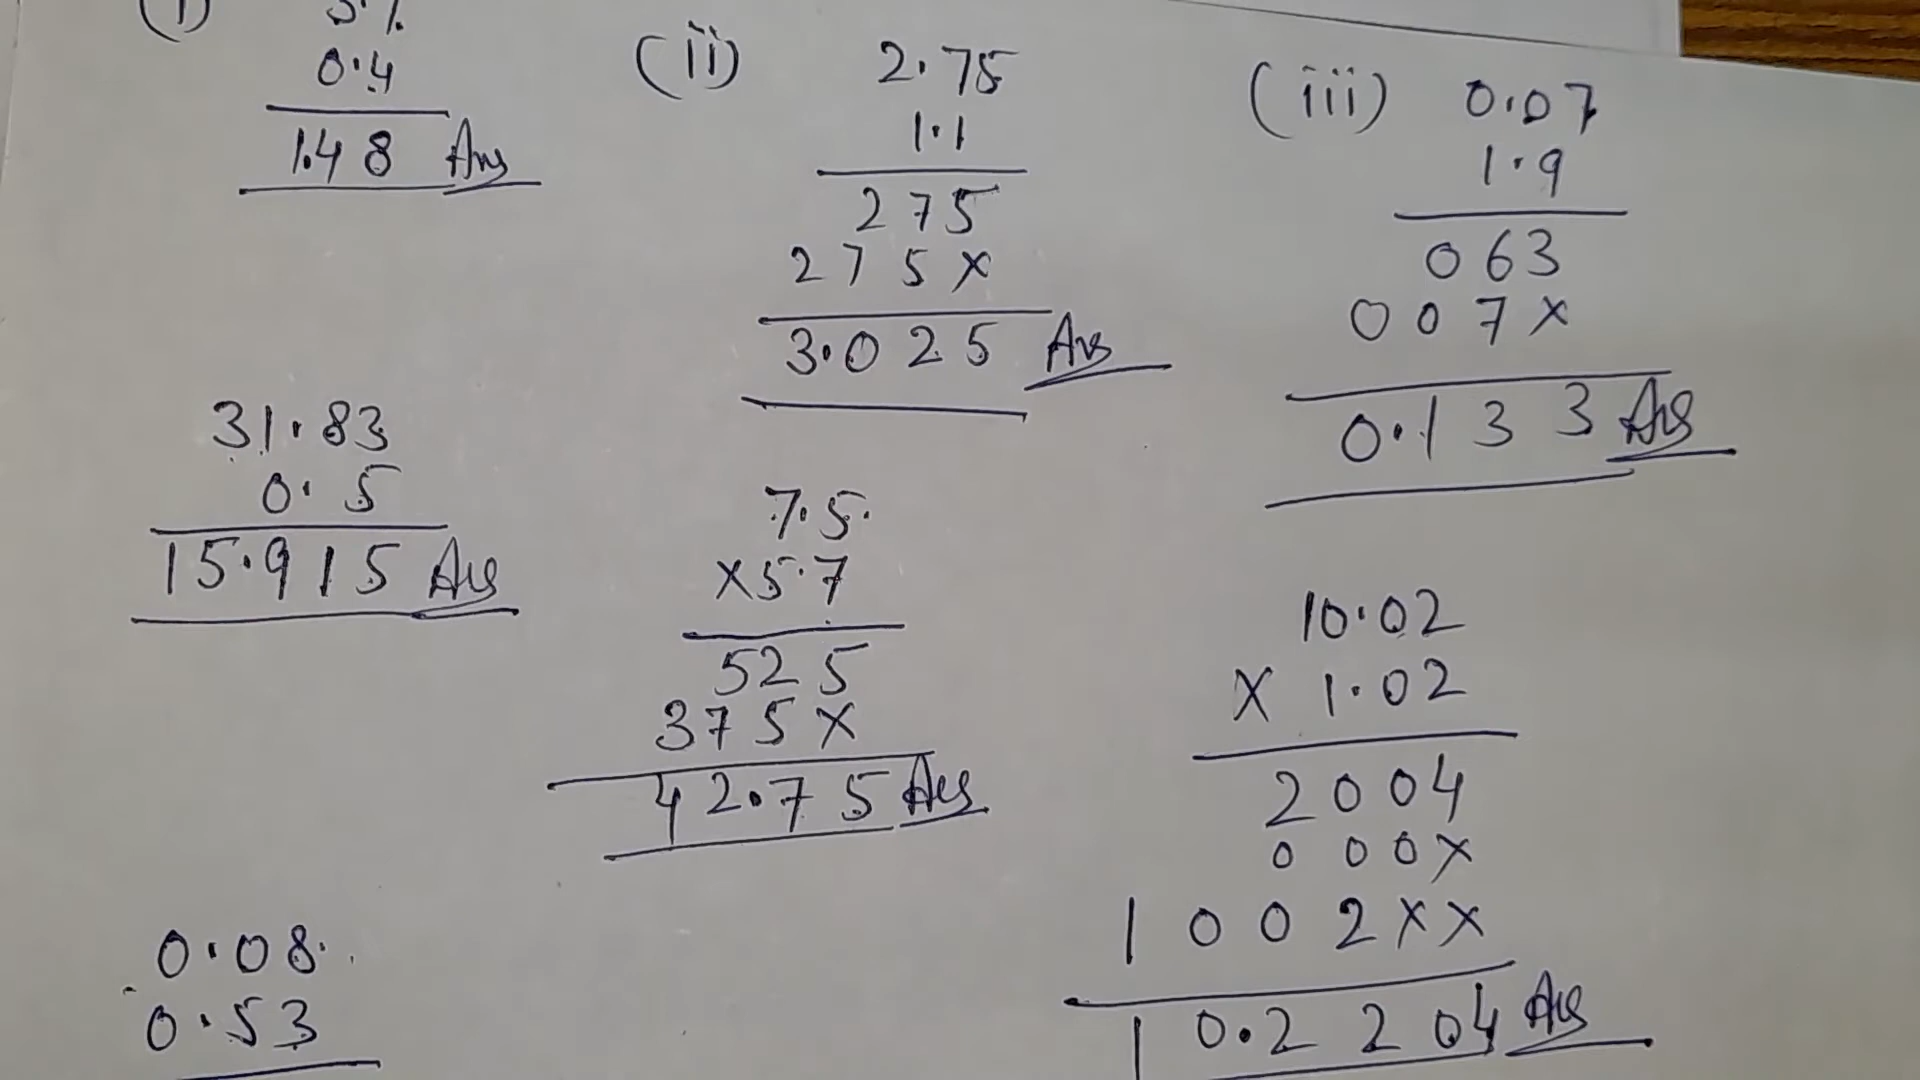 (i)
0.4
1.48 Ans
(ii) 2.75
1.1
275
275x
3.025 Ans
(iii) 0.07
1.9
063
007x
0.133 Ans
31.83
0.5
15.915 Ans
7.5
x5.7
525
375x
42.75 Ans
10.02
x 1.02
2004
000x
1002xx
10.2204 Ans
0.08
0.53